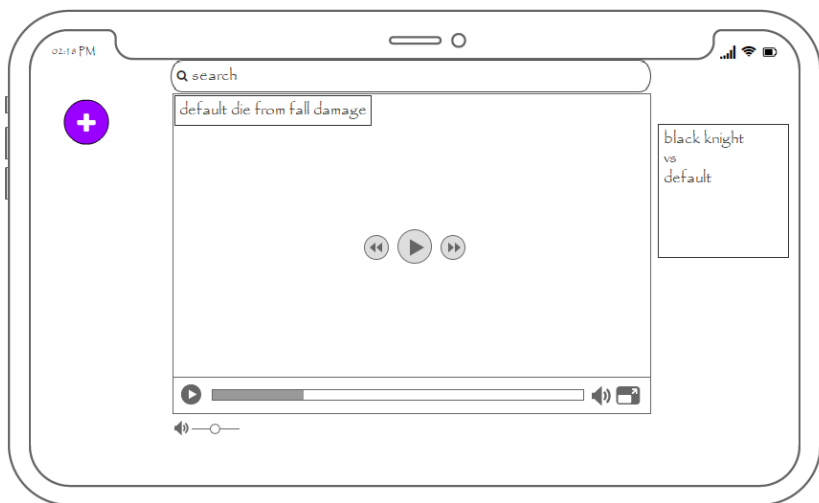 02:18 PM
search
default die from fall damage
black knight
vs
default